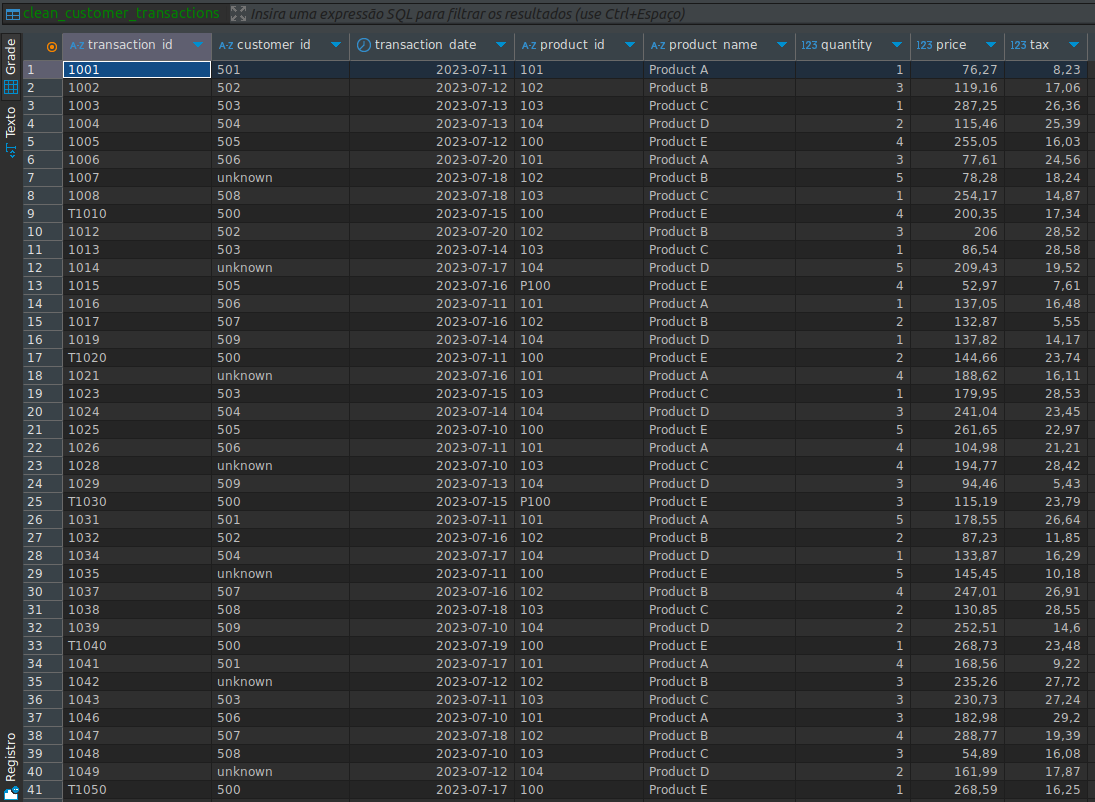 clean_customer_transactions Insira uma expressão SQL para filtrar os resultados (use Ctrl+Espaço)
Grade
Texto
Registro
A-Z transaction_id A-Z customer_id transaction_date A-Z product_id A-Z product_name 123 quantity 123 price 123 tax
1 1001 501 2023-07-11 101 Product A 1 76,27 8,23
2 1002 502 2023-07-12 102 Product B 3 119,16 17,06
3 1003 503 2023-07-13 103 Product C 1 287,25 26,36
4 1004 504 2023-07-13 104 Product D 2 115,46 25,39
5 1005 505 2023-07-12 100 Product E 4 255,05 16,03
6 1006 506 2023-07-20 101 Product A 3 77,61 24,56
7 1007 unknown 2023-07-18 102 Product B 5 78,28 18,24
8 1008 508 2023-07-18 103 Product C 1 254,17 14,87
9 T1010 500 2023-07-15 100 Product E 4 200,35 17,34
10 1012 502 2023-07-20 102 Product B 3 206 28,52
11 1013 503 2023-07-14 103 Product C 1 86,54 28,58
12 1014 unknown 2023-07-17 104 Product D 5 209,43 19,52
13 1015 505 2023-07-16 P100 Product E 4 52,97 7,61
14 1016 506 2023-07-11 101 Product A 1 137,05 16,48
15 1017 507 2023-07-16 102 Product B 2 132,87 5,55
16 1019 509 2023-07-14 104 Product D 1 137,82 14,17
17 T1020 500 2023-07-11 100 Product E 2 144,66 23,74
18 1021 unknown 2023-07-16 101 Product A 4 188,62 16,11
19 1023 503 2023-07-15 103 Product C 1 179,95 28,53
20 1024 504 2023-07-14 104 Product D 3 241,04 23,45
21 1025 505 2023-07-10 100 Product E 5 261,65 22,97
22 1026 506 2023-07-11 101 Product A 4 104,98 21,21
23 1028 unknown 2023-07-10 103 Product C 4 194,77 28,42
24 1029 509 2023-07-13 104 Product D 3 94,46 5,43
25 T1030 500 2023-07-15 P100 Product E 3 115,19 23,79
26 1031 501 2023-07-11 101 Product A 5 178,55 26,64
27 1032 502 2023-07-16 102 Product B 2 87,23 11,85
28 1034 504 2023-07-17 104 Product D 1 133,87 16,29
29 1035 unknown 2023-07-11 100 Product E 5 145,45 10,18
30 1037 507 2023-07-16 102 Product B 4 247,01 26,91
31 1038 508 2023-07-18 103 Product C 2 130,85 28,55
32 1039 509 2023-07-10 104 Product D 2 252,51 14,6
33 T1040 500 2023-07-19 100 Product E 1 268,73 23,48
34 1041 501 2023-07-17 101 Product A 4 168,56 9,22
35 1042 unknown 2023-07-12 102 Product B 3 235,26 27,72
36 1043 503 2023-07-11 103 Product C 3 230,73 27,24
37 1046 506 2023-07-10 101 Product A 3 182,98 29,2
38 1047 507 2023-07-18 102 Product B 4 288,77 19,39
39 1048 508 2023-07-10 103 Product C 3 54,89 16,08
40 1049 unknown 2023-07-12 104 Product D 2 161,99 17,87
41 T1050 500 2023-07-17 100 Product E 1 268,59 16,25